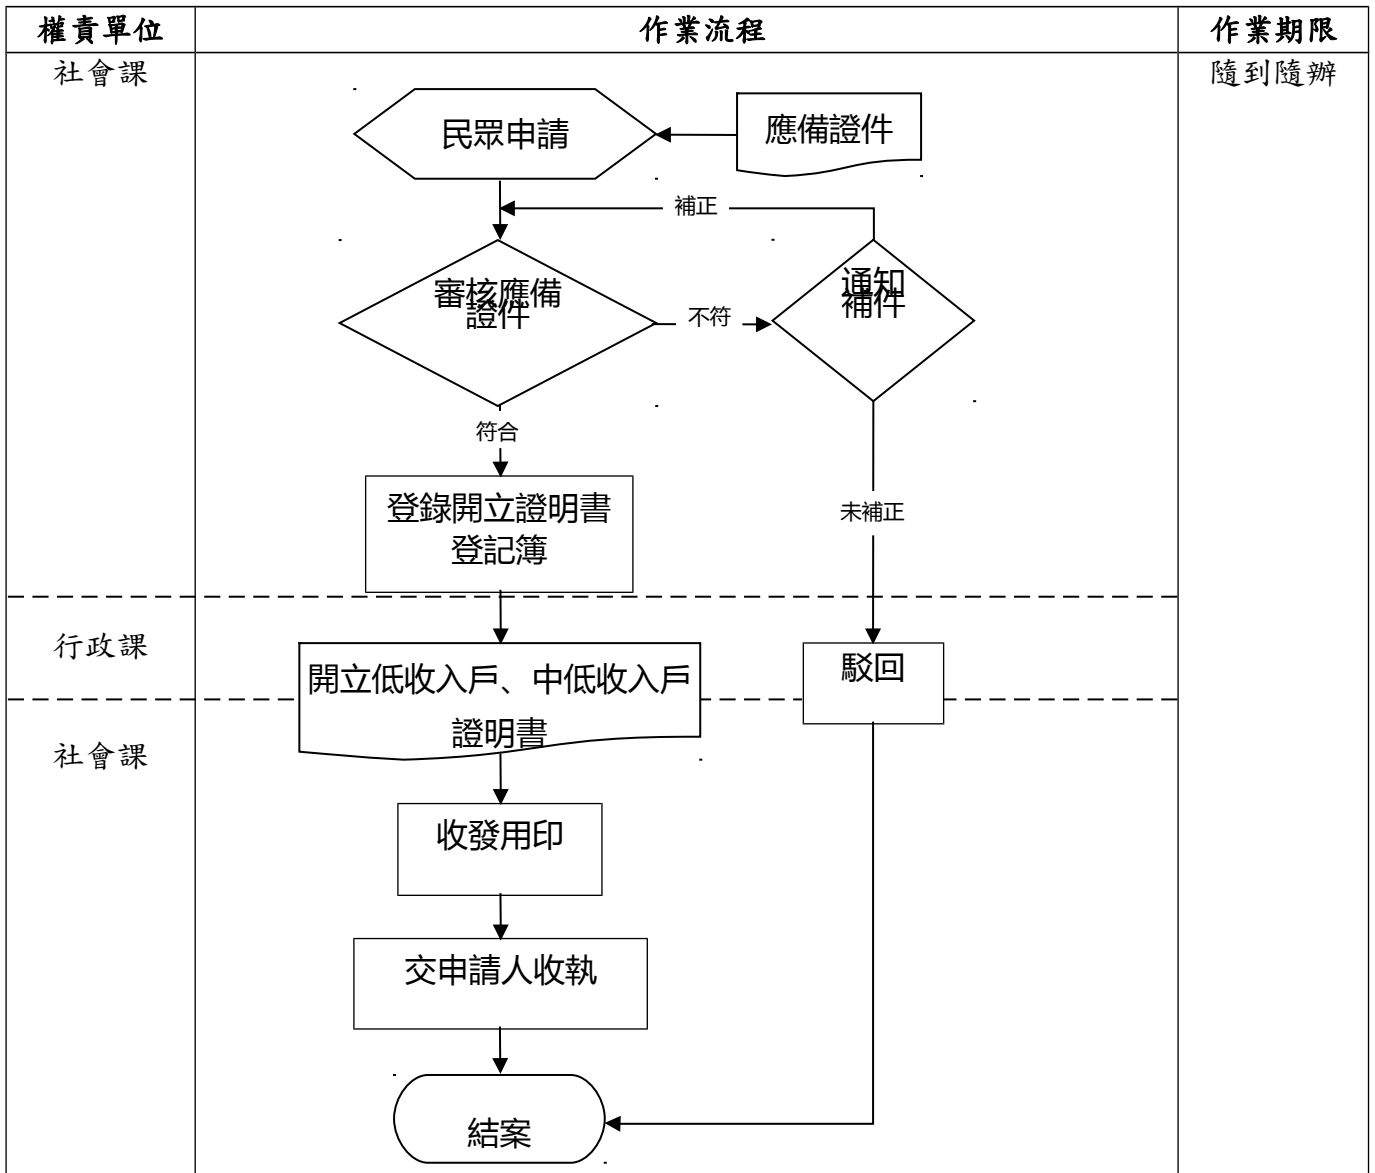 權責單位
作業流程
作業期限
社會課
隨到隨辦
民眾申請
應備證件
補正
審核應備
證件
不符
通知
補件
符合
登錄開立證明書
登記簿
未補正
行政課
開立低收入戶、中低收入戶
證明書
駁回
社會課
收發用印
交申請人收執
結案